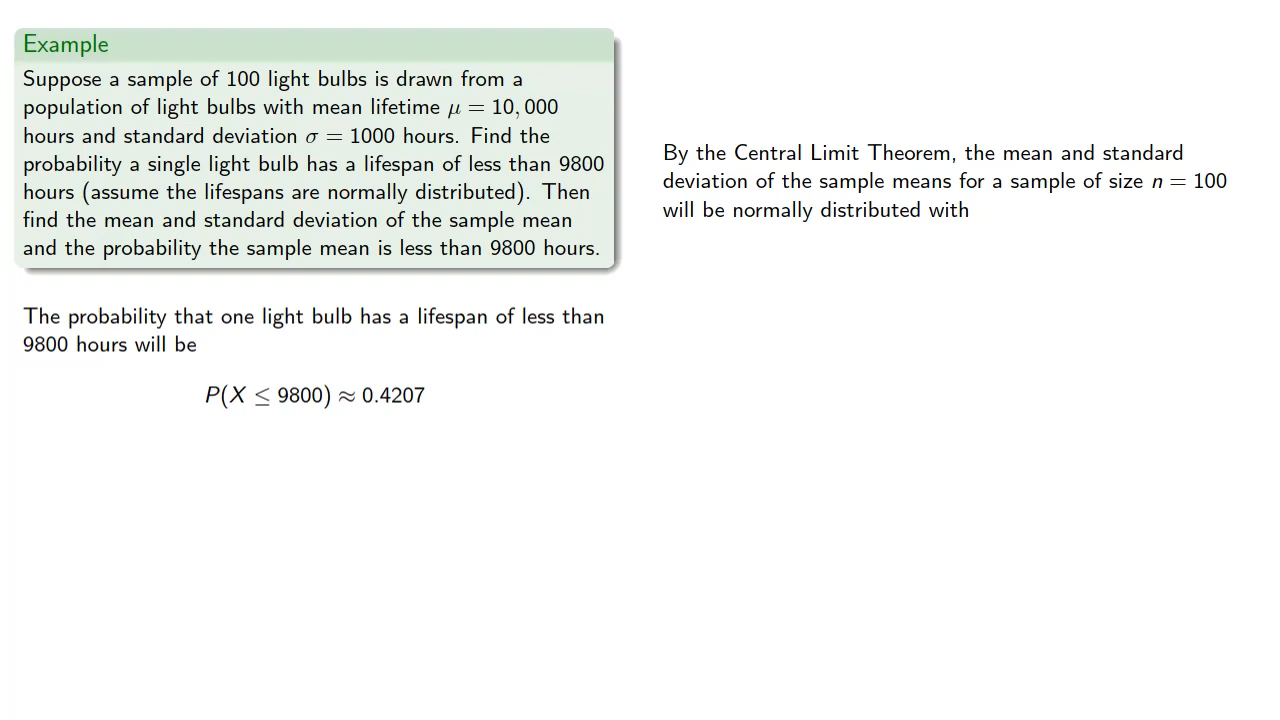 Example
Suppose a sample of 100 light bulbs is drawn from a
population of light bulbs with mean lifetime μ = 10,000
hours and standard deviation σ = 1000 hours. Find the
probability a single light bulb has a lifespan of less than 9800
hours (assume the lifespans are normally distributed). Then
find the mean and standard deviation of the sample mean
and the probability the sample mean is less than 9800 hours.
The probability that one light bulb has a lifespan of less than
9800 hours will be
P(X ≤ 9800) ≈ 0.4207
By the Central Limit Theorem, the mean and standard
deviation of the sample means for a sample of size n = 100
will be normally distributed with